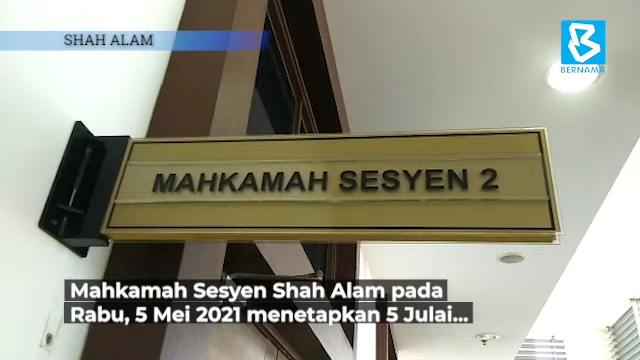 SHAH ALAM
BERNAMA
MAHKAMAH SESYEN 2
Mahkamah Sesyen Shah Alam pada
Rabu, 5 Mei 2021 menetapkan 5 Julai...